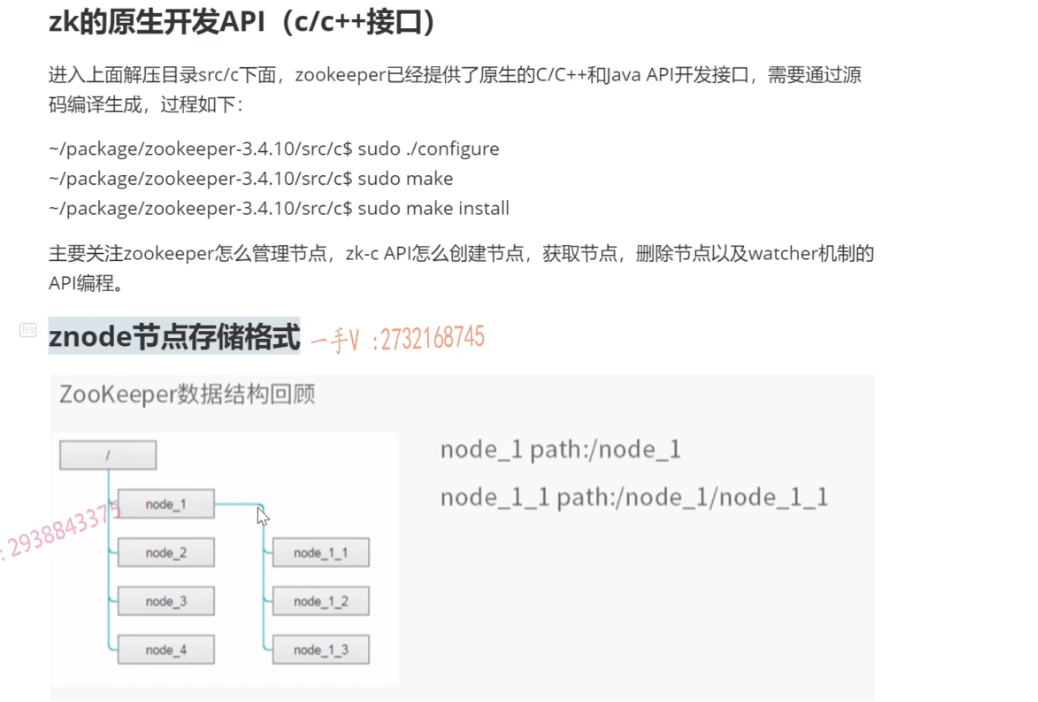 zk的原生开发API（c/c++接口）
进入上面解压目录src/c下面，zookeeper已经提供了原生的C/C++和Java API开发接口，需要通过源
码编译生成，过程如下：
~/package/zookeeper-3.4.10/src/c$ sudo ./configure
~/package/zookeeper-3.4.10/src/c$ sudo make
~/package/zookeeper-3.4.10/src/c$ sudo make install
主要关注zookeeper怎么管理节点，zk-c API怎么创建节点，获取节点，删除节点以及watcher机制的
API编程。
h3
znode节点存储格式 一手V :2732168745
ZooKeeper数据结构回顾
/
node_1 path:/node_1
node_1
node_1_1 path:/node_1/node_1_1
: 2938843375
node_2
node_1_1
node_3
node_1_2
node_4
node_1_3